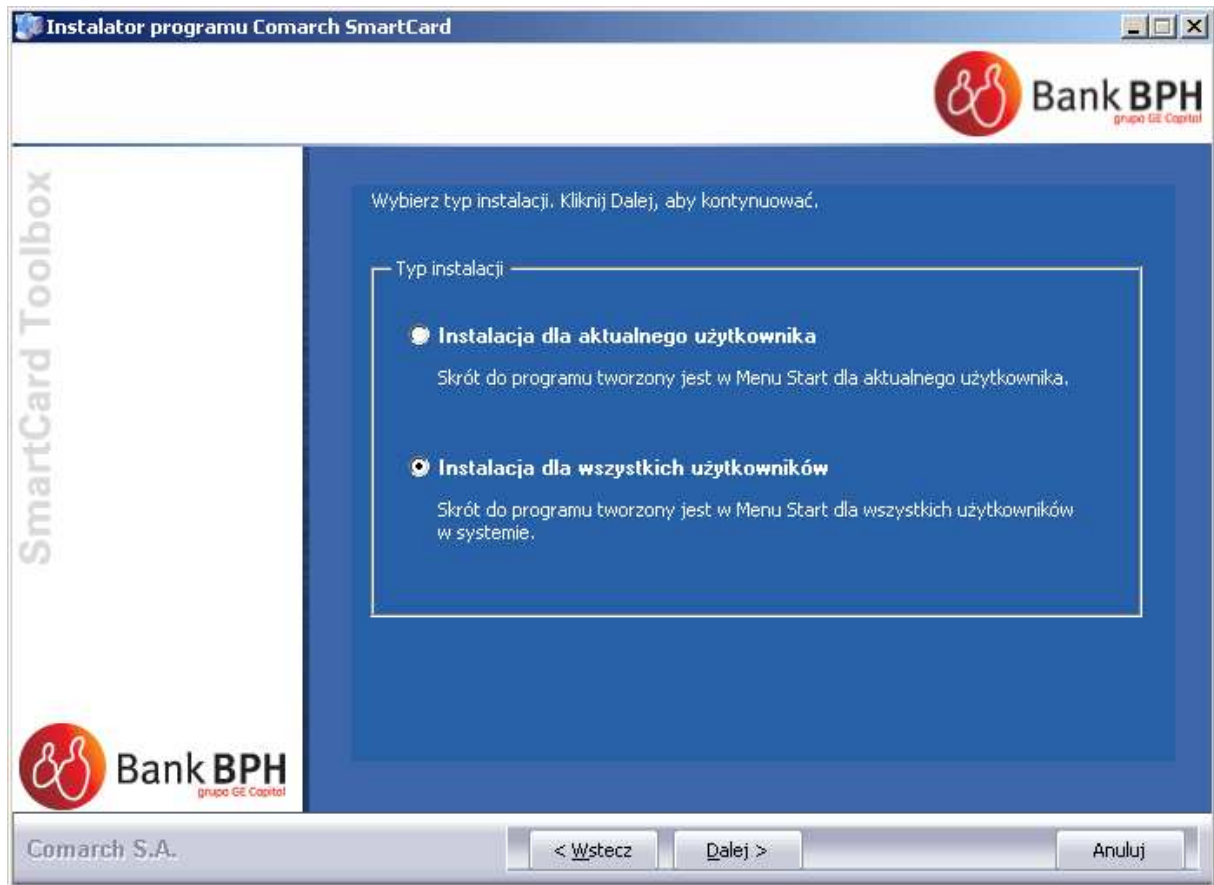 Instalator programu Comarch SmartCard
Bank BPH
grupa GE Capital
SmartCard Toolbox
Wybierz typ instalacji. Kliknij Dalej, aby kontynuować.
Typ instalacji
Instalacja dla aktualnego użytkownika
Skrót do programu tworzony jest w Menu Start dla aktualnego użytkownika.
Instalacja dla wszystkich użytkowników
Skrót do programu tworzony jest w Menu Start dla wszystkich użytkowników
w systemie.
Bank BPH
grupa GE Capital
Comarch S.A.
< Wstecz
Dalej >
Anuluj